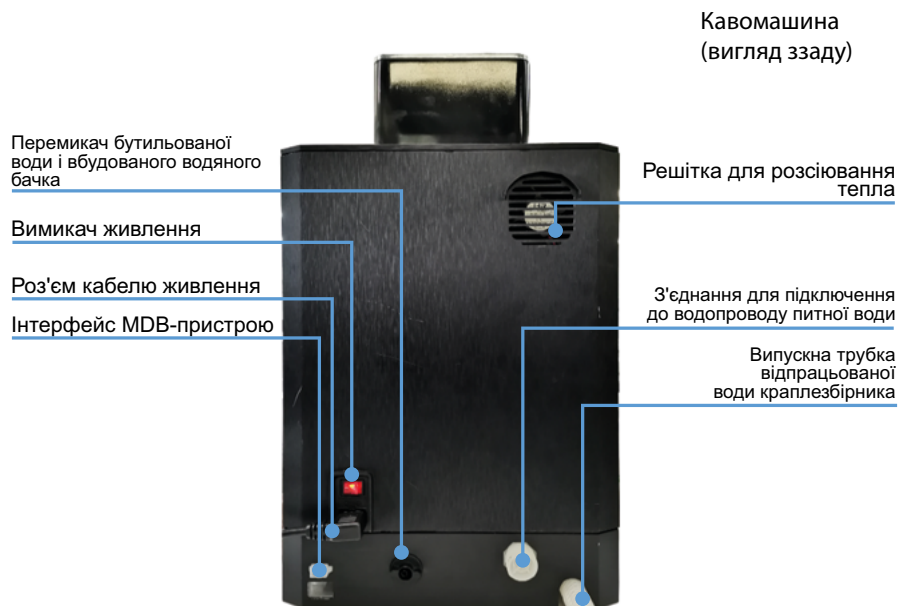 Кавомашина
(вигляд ззаду)
Перемикач бутильованої
води і вбудованого водяного
бачка
Вимикач живлення
Роз'єм кабелю живлення
Інтерфейс MDB-пристрою
Решітка для розсіювання
тепла
З'єднання для підключення
до водопроводу питної води
Випускна трубка
відпрацьованої
води краплезбірника